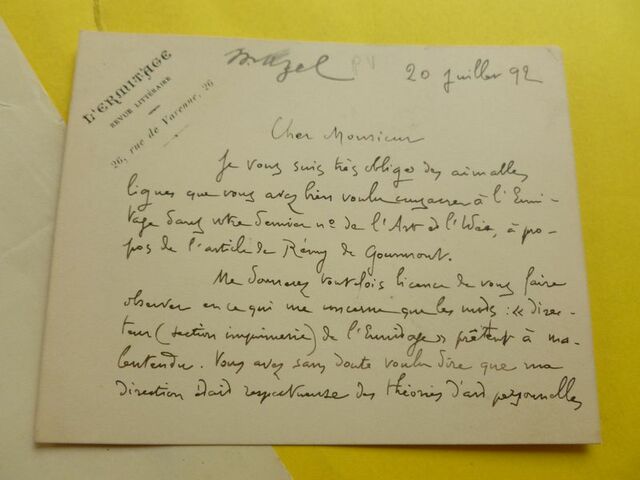 L'ERMITAGE
REVUE LITTÉRAIRE
26, rue de Varenne, 26
Mazel
20 Juillet 92
Cher Monsieur
Je vous suis très obligé des aimables
lignes que vous avez bien voulu consacrer à l'Ermi-
tage dans votre dernier nº de l'Art et l'Idée, à pro-
pos de l'article de Rémy de Gourmont.
Me donnerez toutefois licence de vous faire
observer en ce qui me concerne que les mots : « direc-
teur (section imprimerie) de l'Ermitage » prêtent à ma-
lentendu. Vous avez sans doute voulu dire que ma
direction était respectueuse des théories d'art personnelles